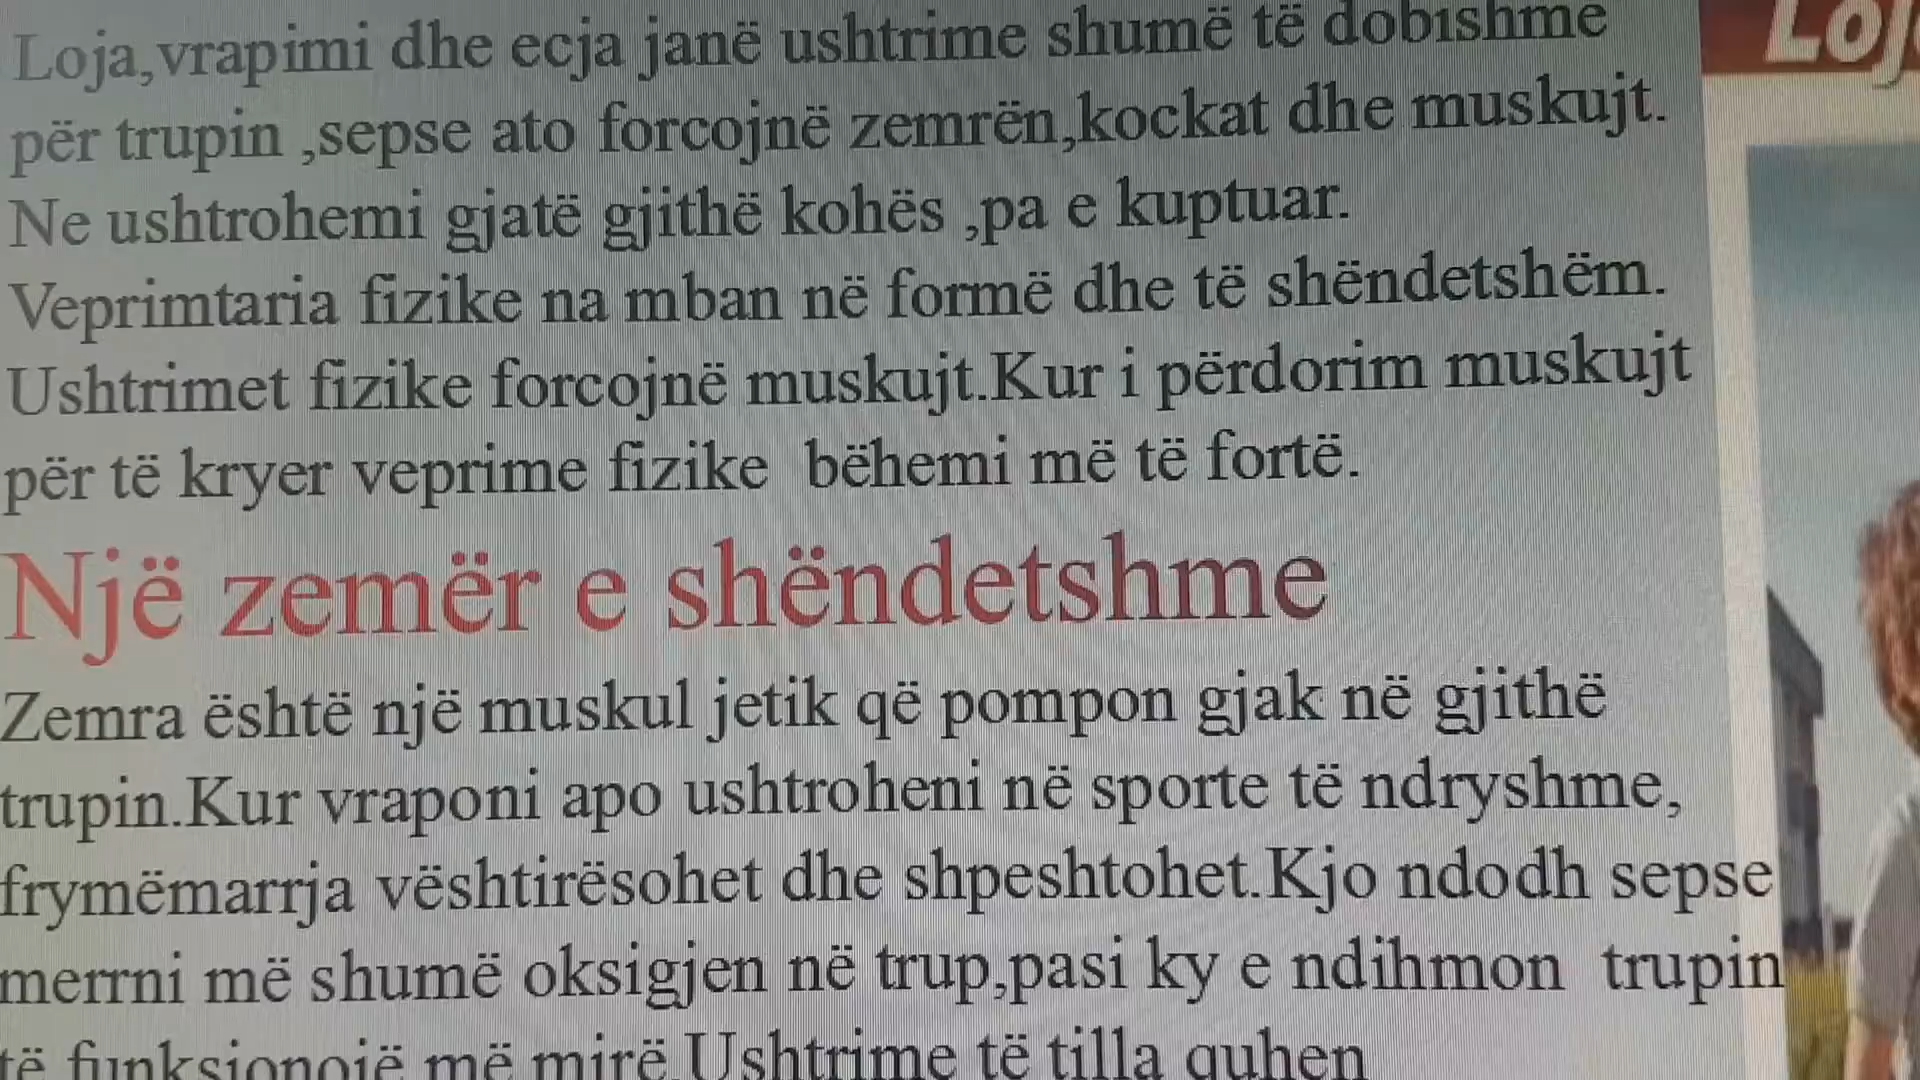 Loja,vrapimi dhe ecja janë ushtrime shumë të dobishme
për trupin ,sepse ato forcojnë zemrën,kockat dhe muskujt.
Ne ushtrohemi gjatë gjithë kohës ,pa e kuptuar.
Veprimtaria fizike na mban në formë dhe të shëndetshëm.
Ushtrimet fizike forcojnë muskujt.Kur i përdorim muskujt
për të kryer veprime fizike bëhemi më të fortë.
Një zemër e shëndetshme
Zemra është një muskul jetik që pompon gjak në gjithë
trupin.Kur vraponi apo ushtroheni në sporte të ndryshme,
frymëmarrja vështirësohet dhe shpeshtohet.Kjo ndodh sepse
merrni më shumë oksigjen në trup,pasi ky e ndihmon trupin
të funksionojë më mirë.Ushtrime të tilla quhen